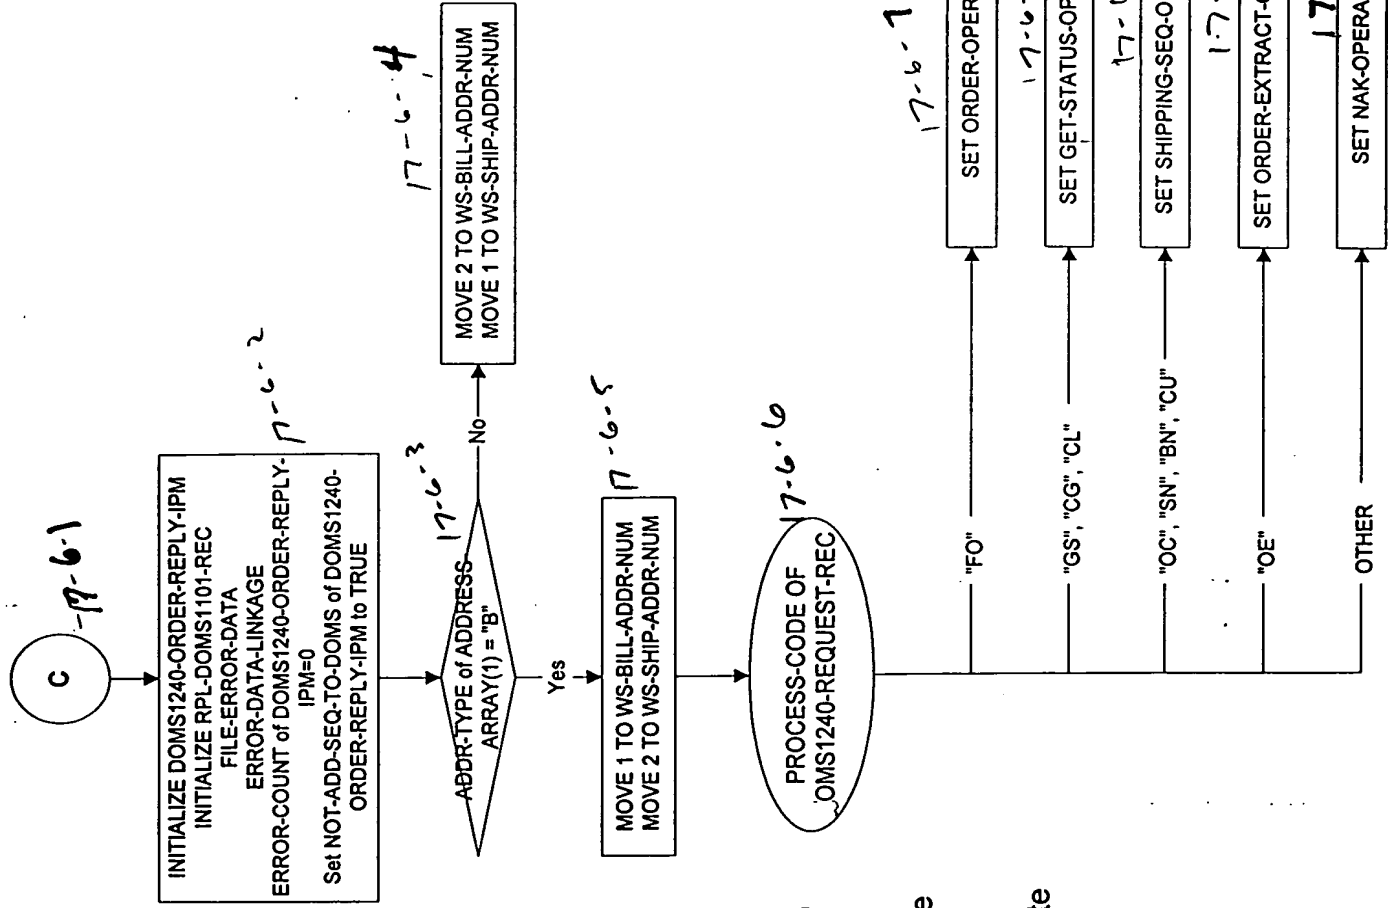 C
17-6-1
INITIALIZE DOMS1240-ORDER-REPLY-IPM
INITIALIZE RPL-DOMS1101-REC
FILE-ERROR-DATA
ERROR-DATA-LINKAGE
ERROR-COUNT of DOMS1240-ORDER-REPLY-
IPM=0
Set NOT-ADD-SEQ-TO-DOMS of DOMS1240-
ORDER-REPLY-IPM to TRUE
17-6-2
ADDR-TYPE of ADDRESS
ARRAY(1) = "B"
17-6-3
No
17-6-4
MOVE 2 TO WS-BILL-ADDR-NUM
MOVE 1 TO WS-SHIP-ADDR-NUM
Yes
17-6-5
MOVE 1 TO WS-BILL-ADDR-NUM
MOVE 2 TO WS-SHIP-ADDR-NUM
17-6-6
PROCESS-CODE OF
OMS1240-REQUEST-REC
"FO"
17-6-7
SET ORDER-OPER
"GS", "CG", "CL"
17-6-
SET GET-STATUS-OP
"OC", "SN", "BN", "CU"
17-
SET SHIPPING-SEQ-O
"OE"
17-
SET ORDER-EXTRACT-
OTHER
17
SET NAK-OPERA